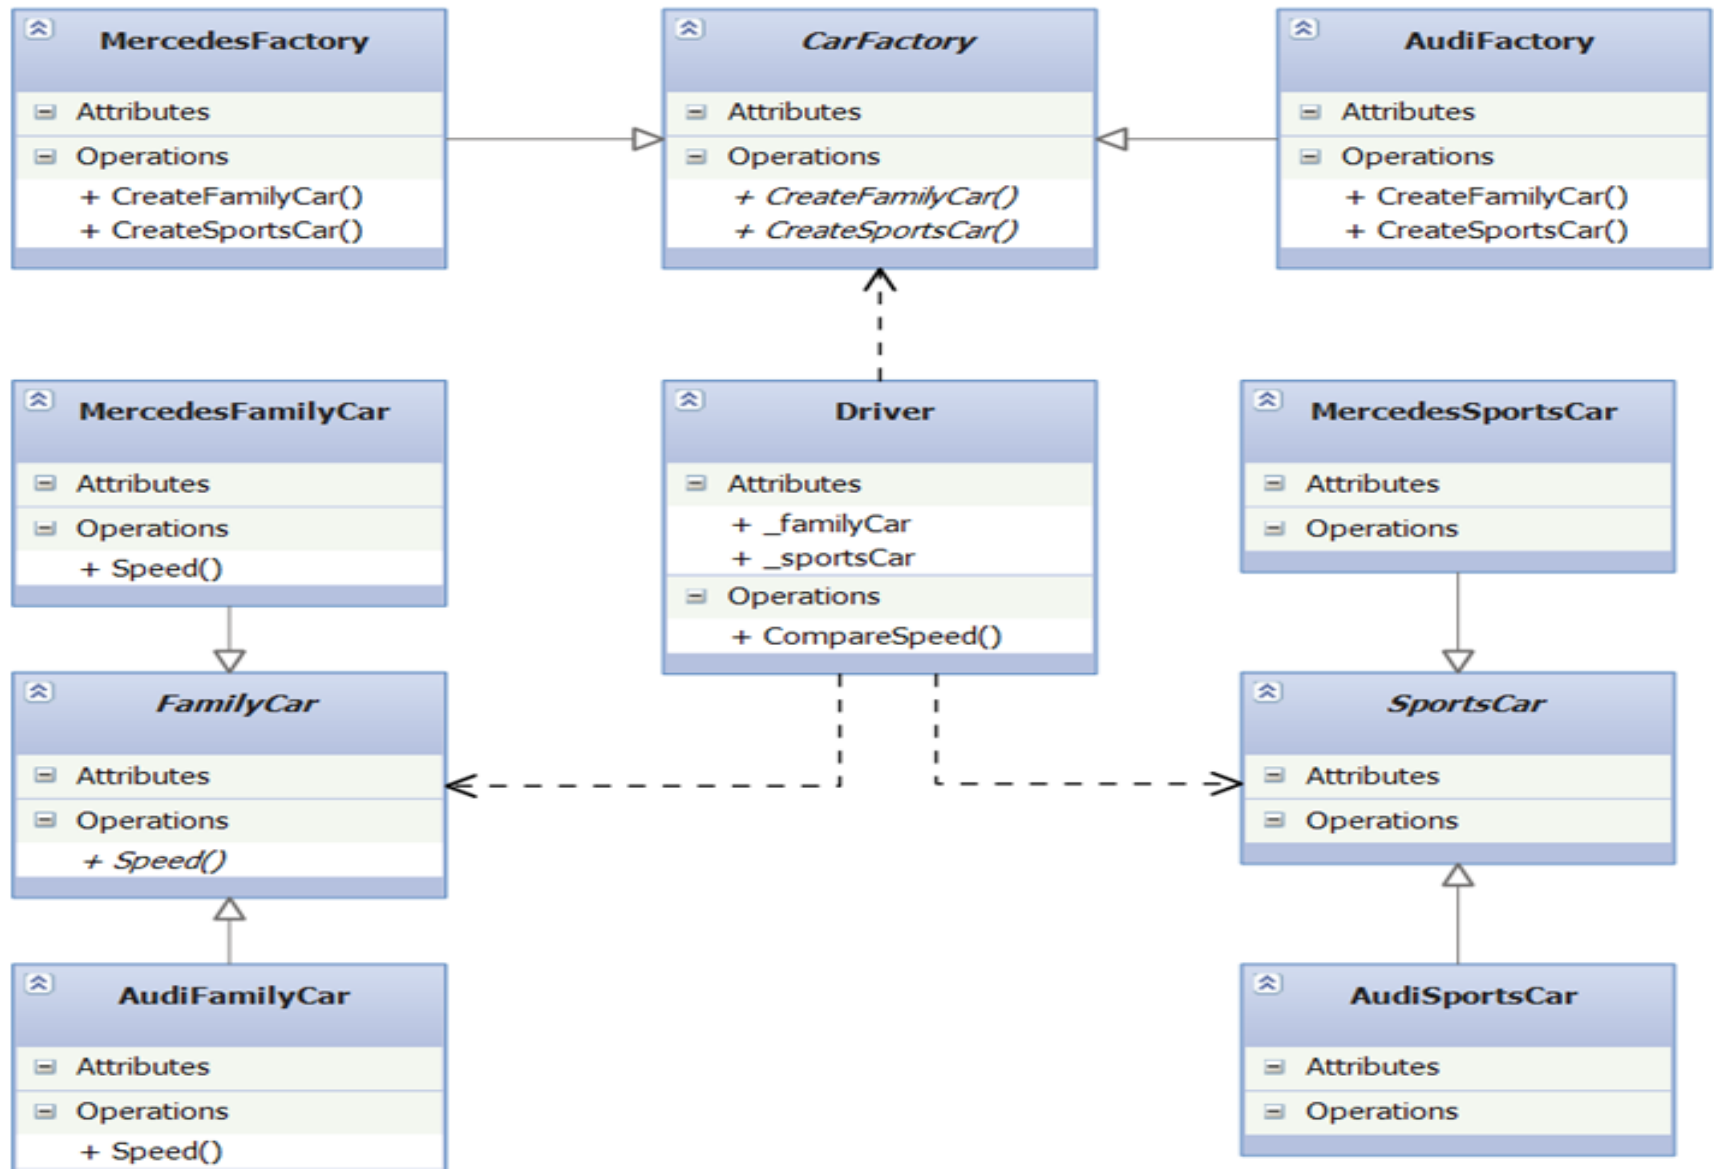 MercedesFactory
Attributes
Operations
+ CreateFamilyCar()
+ CreateSportsCar()
CarFactory
Attributes
Operations
+ CreateFamilyCar()
+ CreateSportsCar()
AudiFactory
Attributes
Operations
+ CreateFamilyCar()
+ CreateSportsCar()
MercedesFamilyCar
Attributes
Operations
+ Speed()
Driver
Attributes
+ _familyCar
+ _sportsCar
Operations
+ CompareSpeed()
MercedesSportsCar
Attributes
Operations
FamilyCar
Attributes
Operations
+ Speed()
SportsCar
Attributes
Operations
AudiFamilyCar
Attributes
Operations
+ Speed()
AudiSportsCar
Attributes
Operations